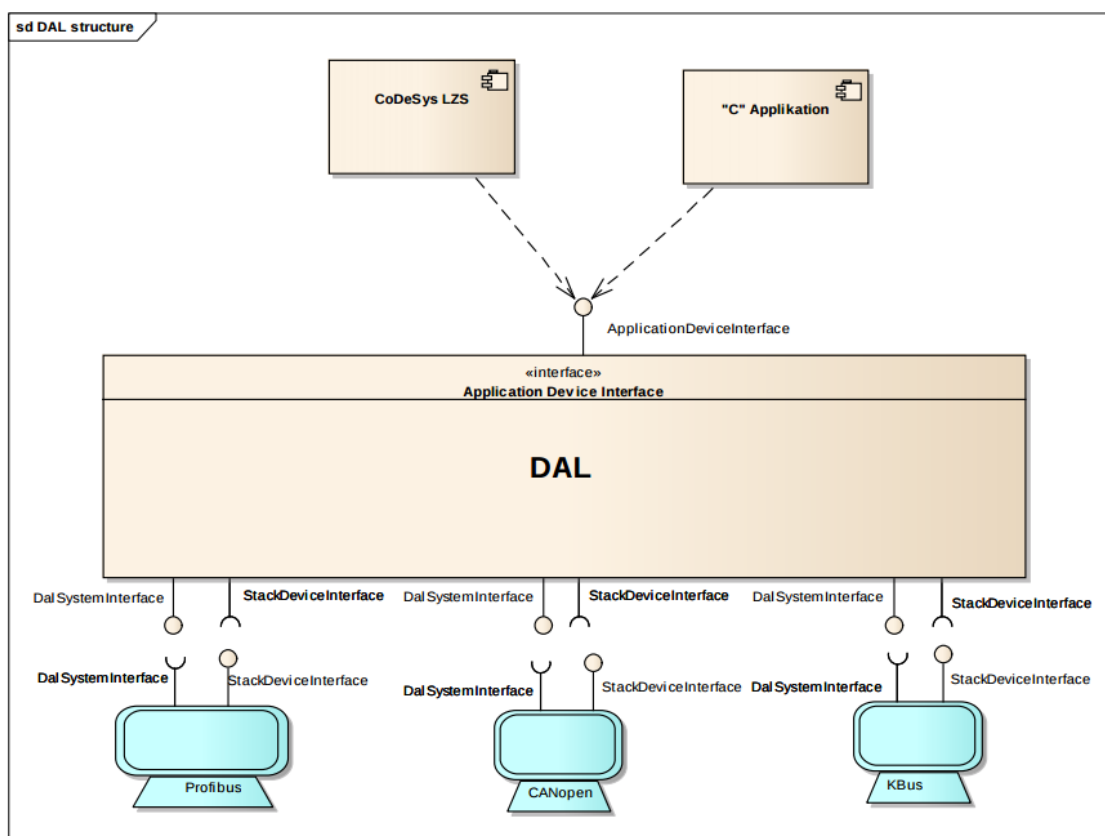 sd DAL structure
CoDeSys LZS
"C" Applikation
ApplicationDeviceInterface
«interface»
Application Device Interface
DAL
DalSystemInterface
StackDeviceInterface
DalSystemInterface
StackDeviceInterface
DalSystemInterface
StackDeviceInterface
DalSystemInterface
StackDeviceInterface
DalSystemInterface
StackDeviceInterface
DalSystemInterface
StackDeviceInterface
Profibus
CANopen
KBus